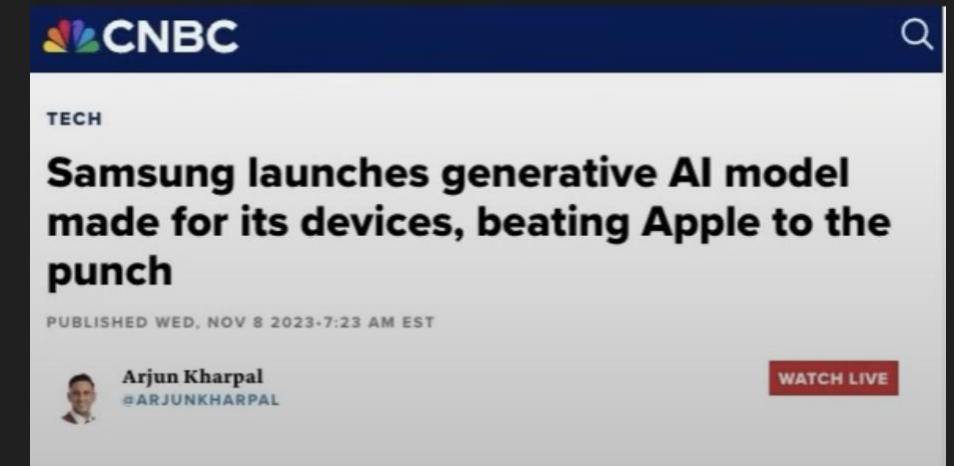 CNBC
TECH
Samsung launches generative AI model
made for its devices, beating Apple to the
punch
PUBLISHED WED, NOV 8 2023-7:23 AM EST
Arjun Kharpal
@ARJUNKHARPAL
WATCH LIVE